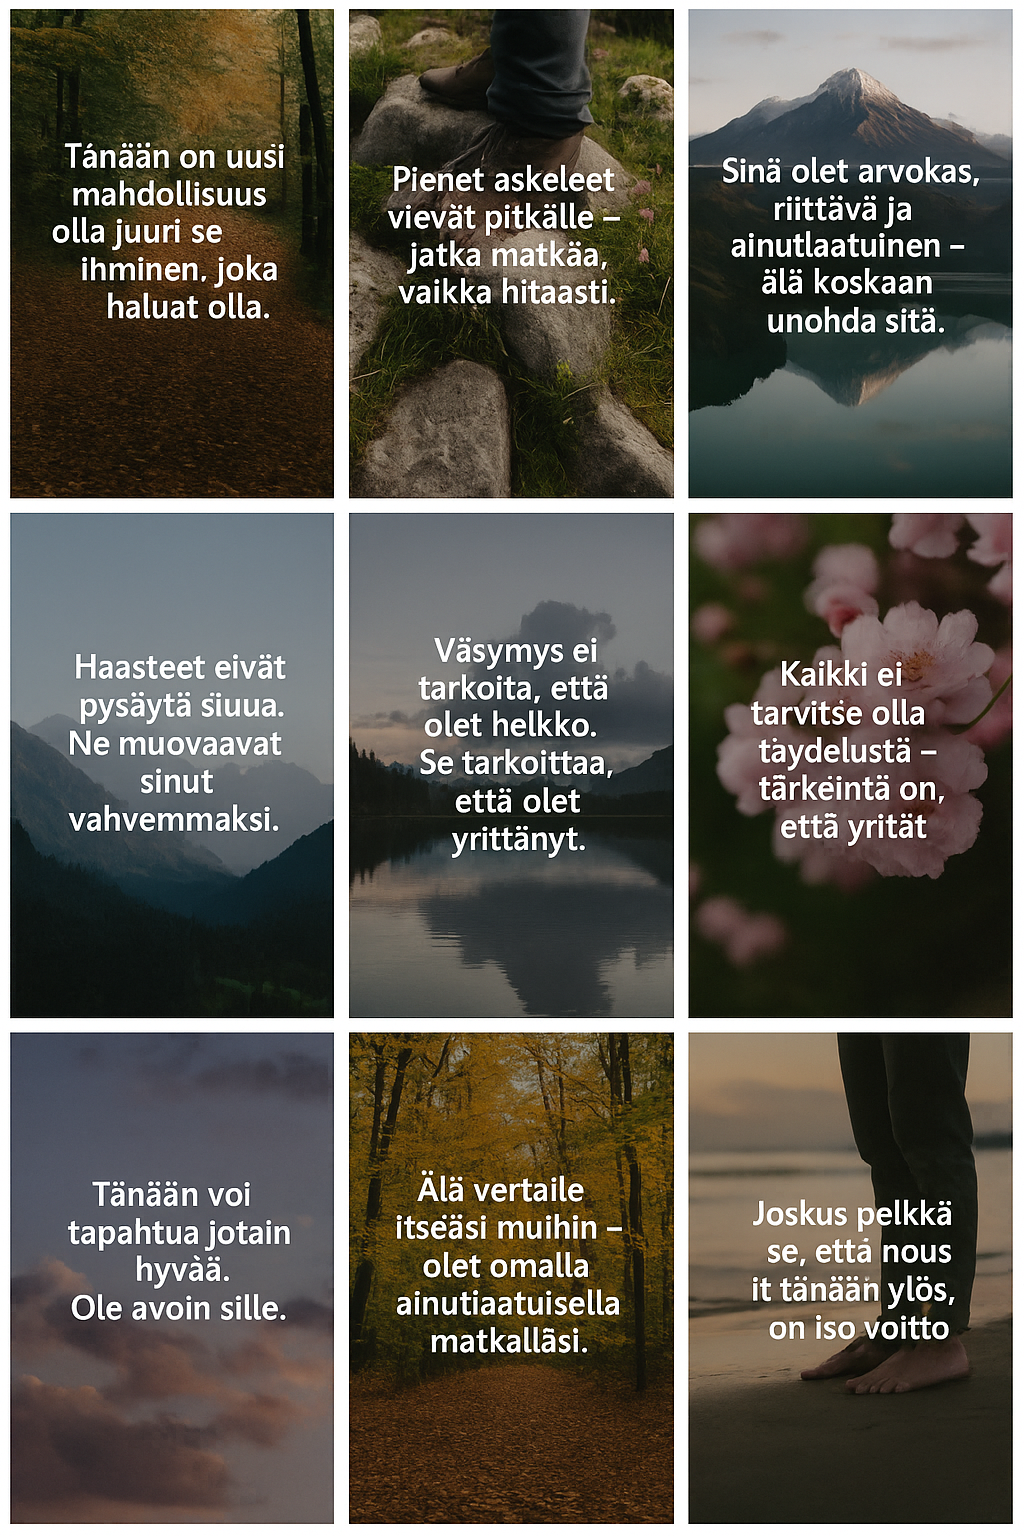 Tánään on uusi
mahdollisuus
olla juuri se
ihminen, joka
haluat olla.
Pienet askeleet
vievät pitkälle –
jatka matkäa,
vaikka hitaasti.
Sinä olet arvokas,
riittävä ja
ainutlaatuinen –
älä koskaan
unohda sitä.
Haasteet eivät
pysäytä siuua.
Ne muovaavat
sinut
vahvemmaksi.
Väsymys ei
tarkoita, että
olet helkko.
Se tarkoittaa,
että olet
yrittänyt.
Kaikki ei
tarvitse olla
taydelustä –
tärkeintä on,
että yrität
Tänään voi
tapahtua jotain
hyvàä.
Ole avoin sille.
Älä vertaile
itseäsi muihin –
olet omalla
ainutiaatuisella
matkalläsi.
Joskus pelkkä
se, että nous
it tänään ylös,
on iso voitto